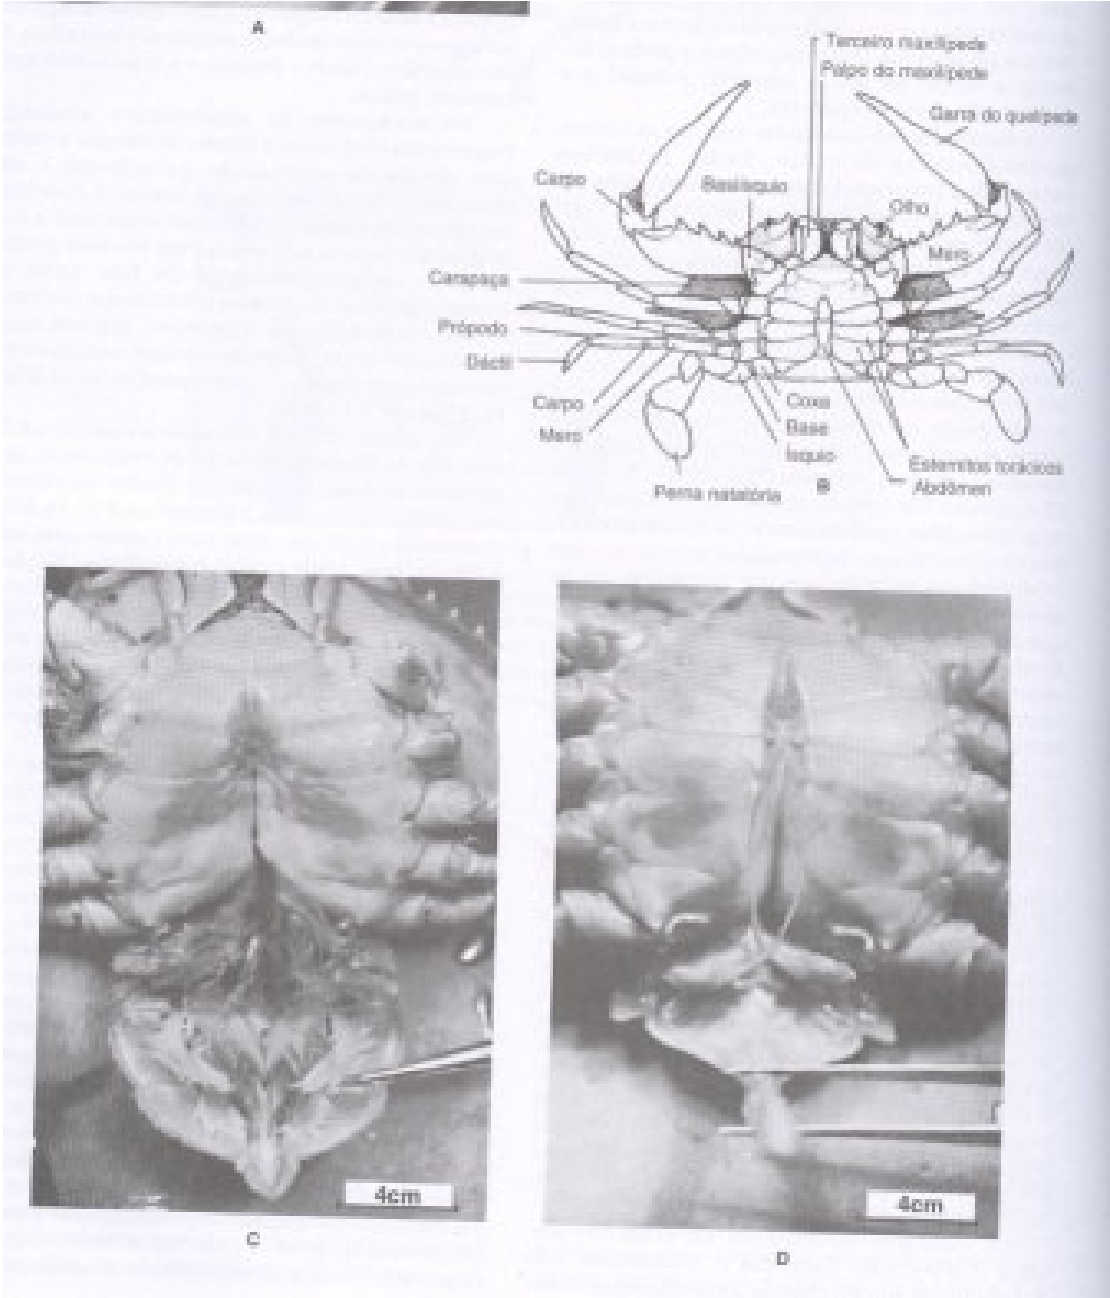 A
Terceiro maxilípede
Palpo do maxilípede
Garra do quelípede
Carpo
Basiísquio
Olho
Mero
Carapaça
Própodo
Dáctil
Carpo
Mero
Coxa
Base
Ísquio
Esternitos torácicos
Abdômen
Perna natatória
B
4cm
4cm
C
D